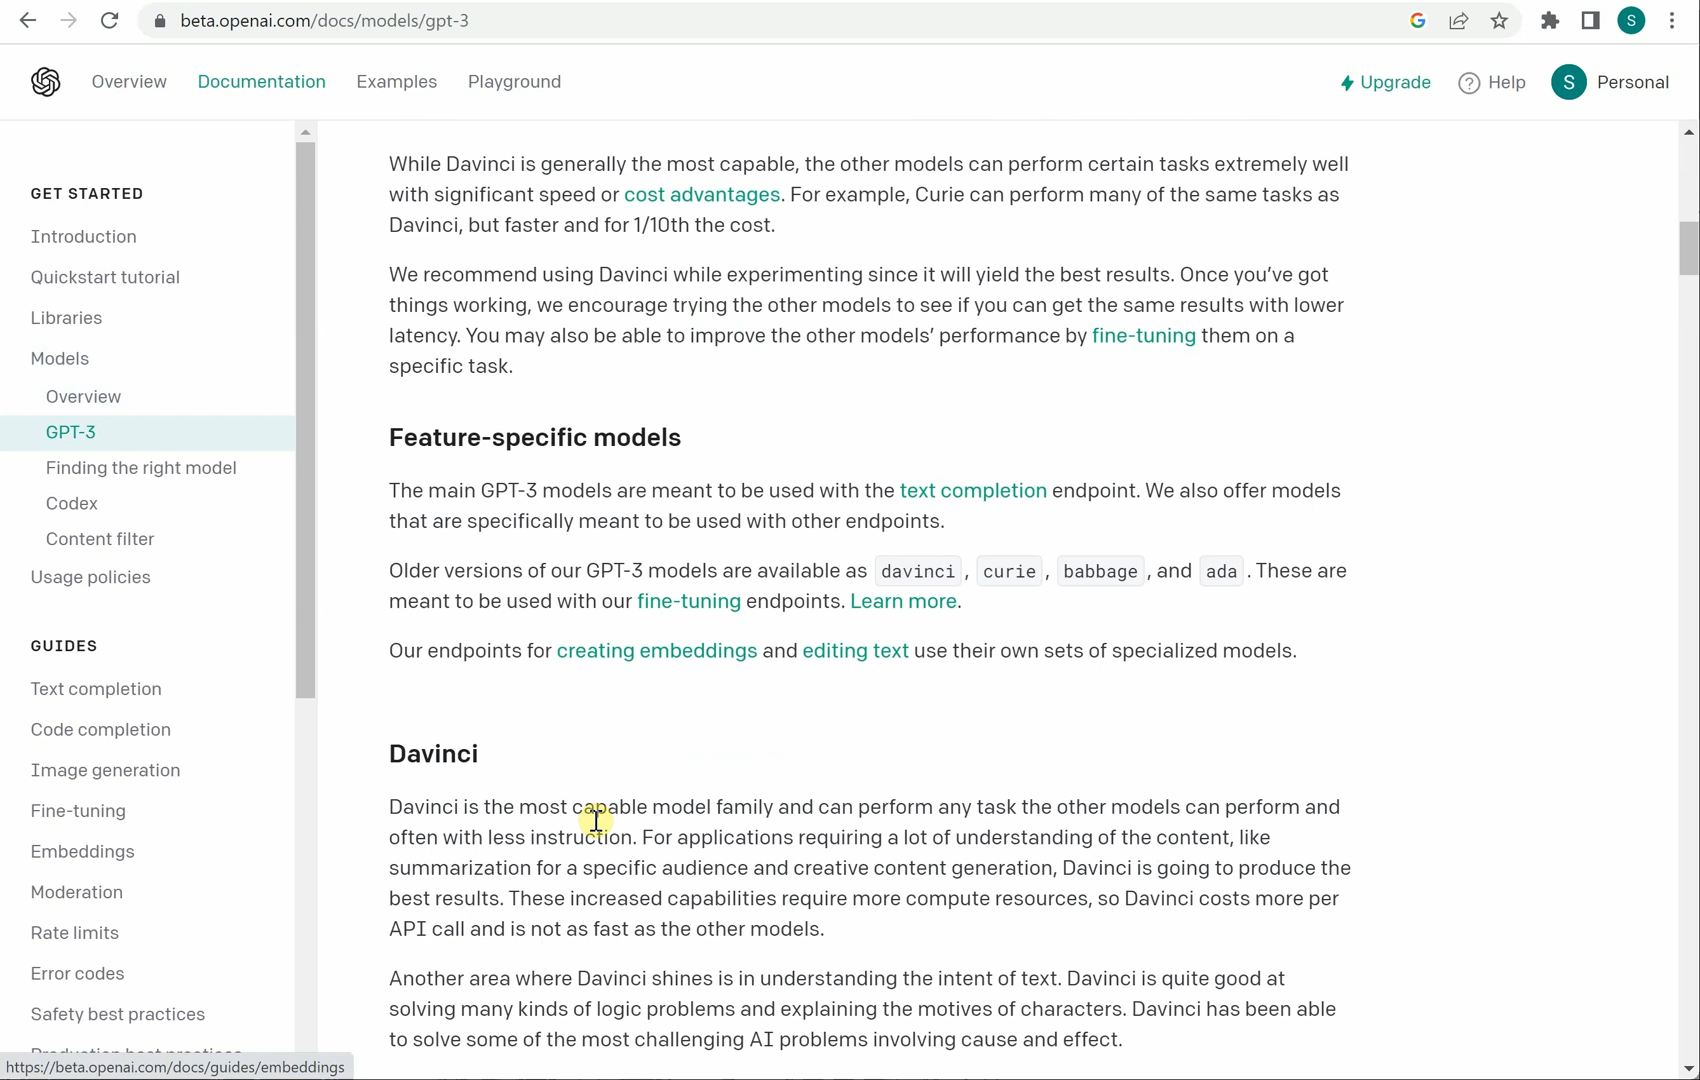 beta.openai.com/docs/models/gpt-3
S
Overview
Documentation
Examples
Playground
Upgrade
? Help
S Personal
GET STARTED
Introduction
Quickstart tutorial
Libraries
Models
Overview
GPT-3
Finding the right model
Codex
Content filter
Usage policies
GUIDES
Text completion
Code completion
Image generation
Fine-tuning
Embeddings
Moderation
Rate limits
Error codes
Safety best practices
Production best practices
https://beta.openai.com/docs/guides/embeddings
While Davinci is generally the most capable, the other models can perform certain tasks extremely well
with significant speed or cost advantages. For example, Curie can perform many of the same tasks as
Davinci, but faster and for 1/10th the cost.
We recommend using Davinci while experimenting since it will yield the best results. Once you’ve got
things working, we encourage trying the other models to see if you can get the same results with lower
latency. You may also be able to improve the other models’ performance by fine-tuning them on a
specific task.
Feature-specific models
The main GPT-3 models are meant to be used with the text completion endpoint. We also offer models
that are specifically meant to be used with other endpoints.
Older versions of our GPT-3 models are available as davinci, curie, babbage, and ada. These are
meant to be used with our fine-tuning endpoints. Learn more.
Our endpoints for creating embeddings and editing text use their own sets of specialized models.
Davinci
Davinci is the most capable model family and can perform any task the other models can perform and
often with less instruction. For applications requiring a lot of understanding of the content, like
summarization for a specific audience and creative content generation, Davinci is going to produce the
best results. These increased capabilities require more compute resources, so Davinci costs more per
API call and is not as fast as the other models.
Another area where Davinci shines is in understanding the intent of text. Davinci is quite good at
solving many kinds of logic problems and explaining the motives of characters. Davinci has been able
to solve some of the most challenging AI problems involving cause and effect.